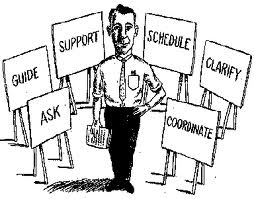 GUIDE
SUPPORT
SCHEDULE
CLARIFY
ASK
COORDINATE